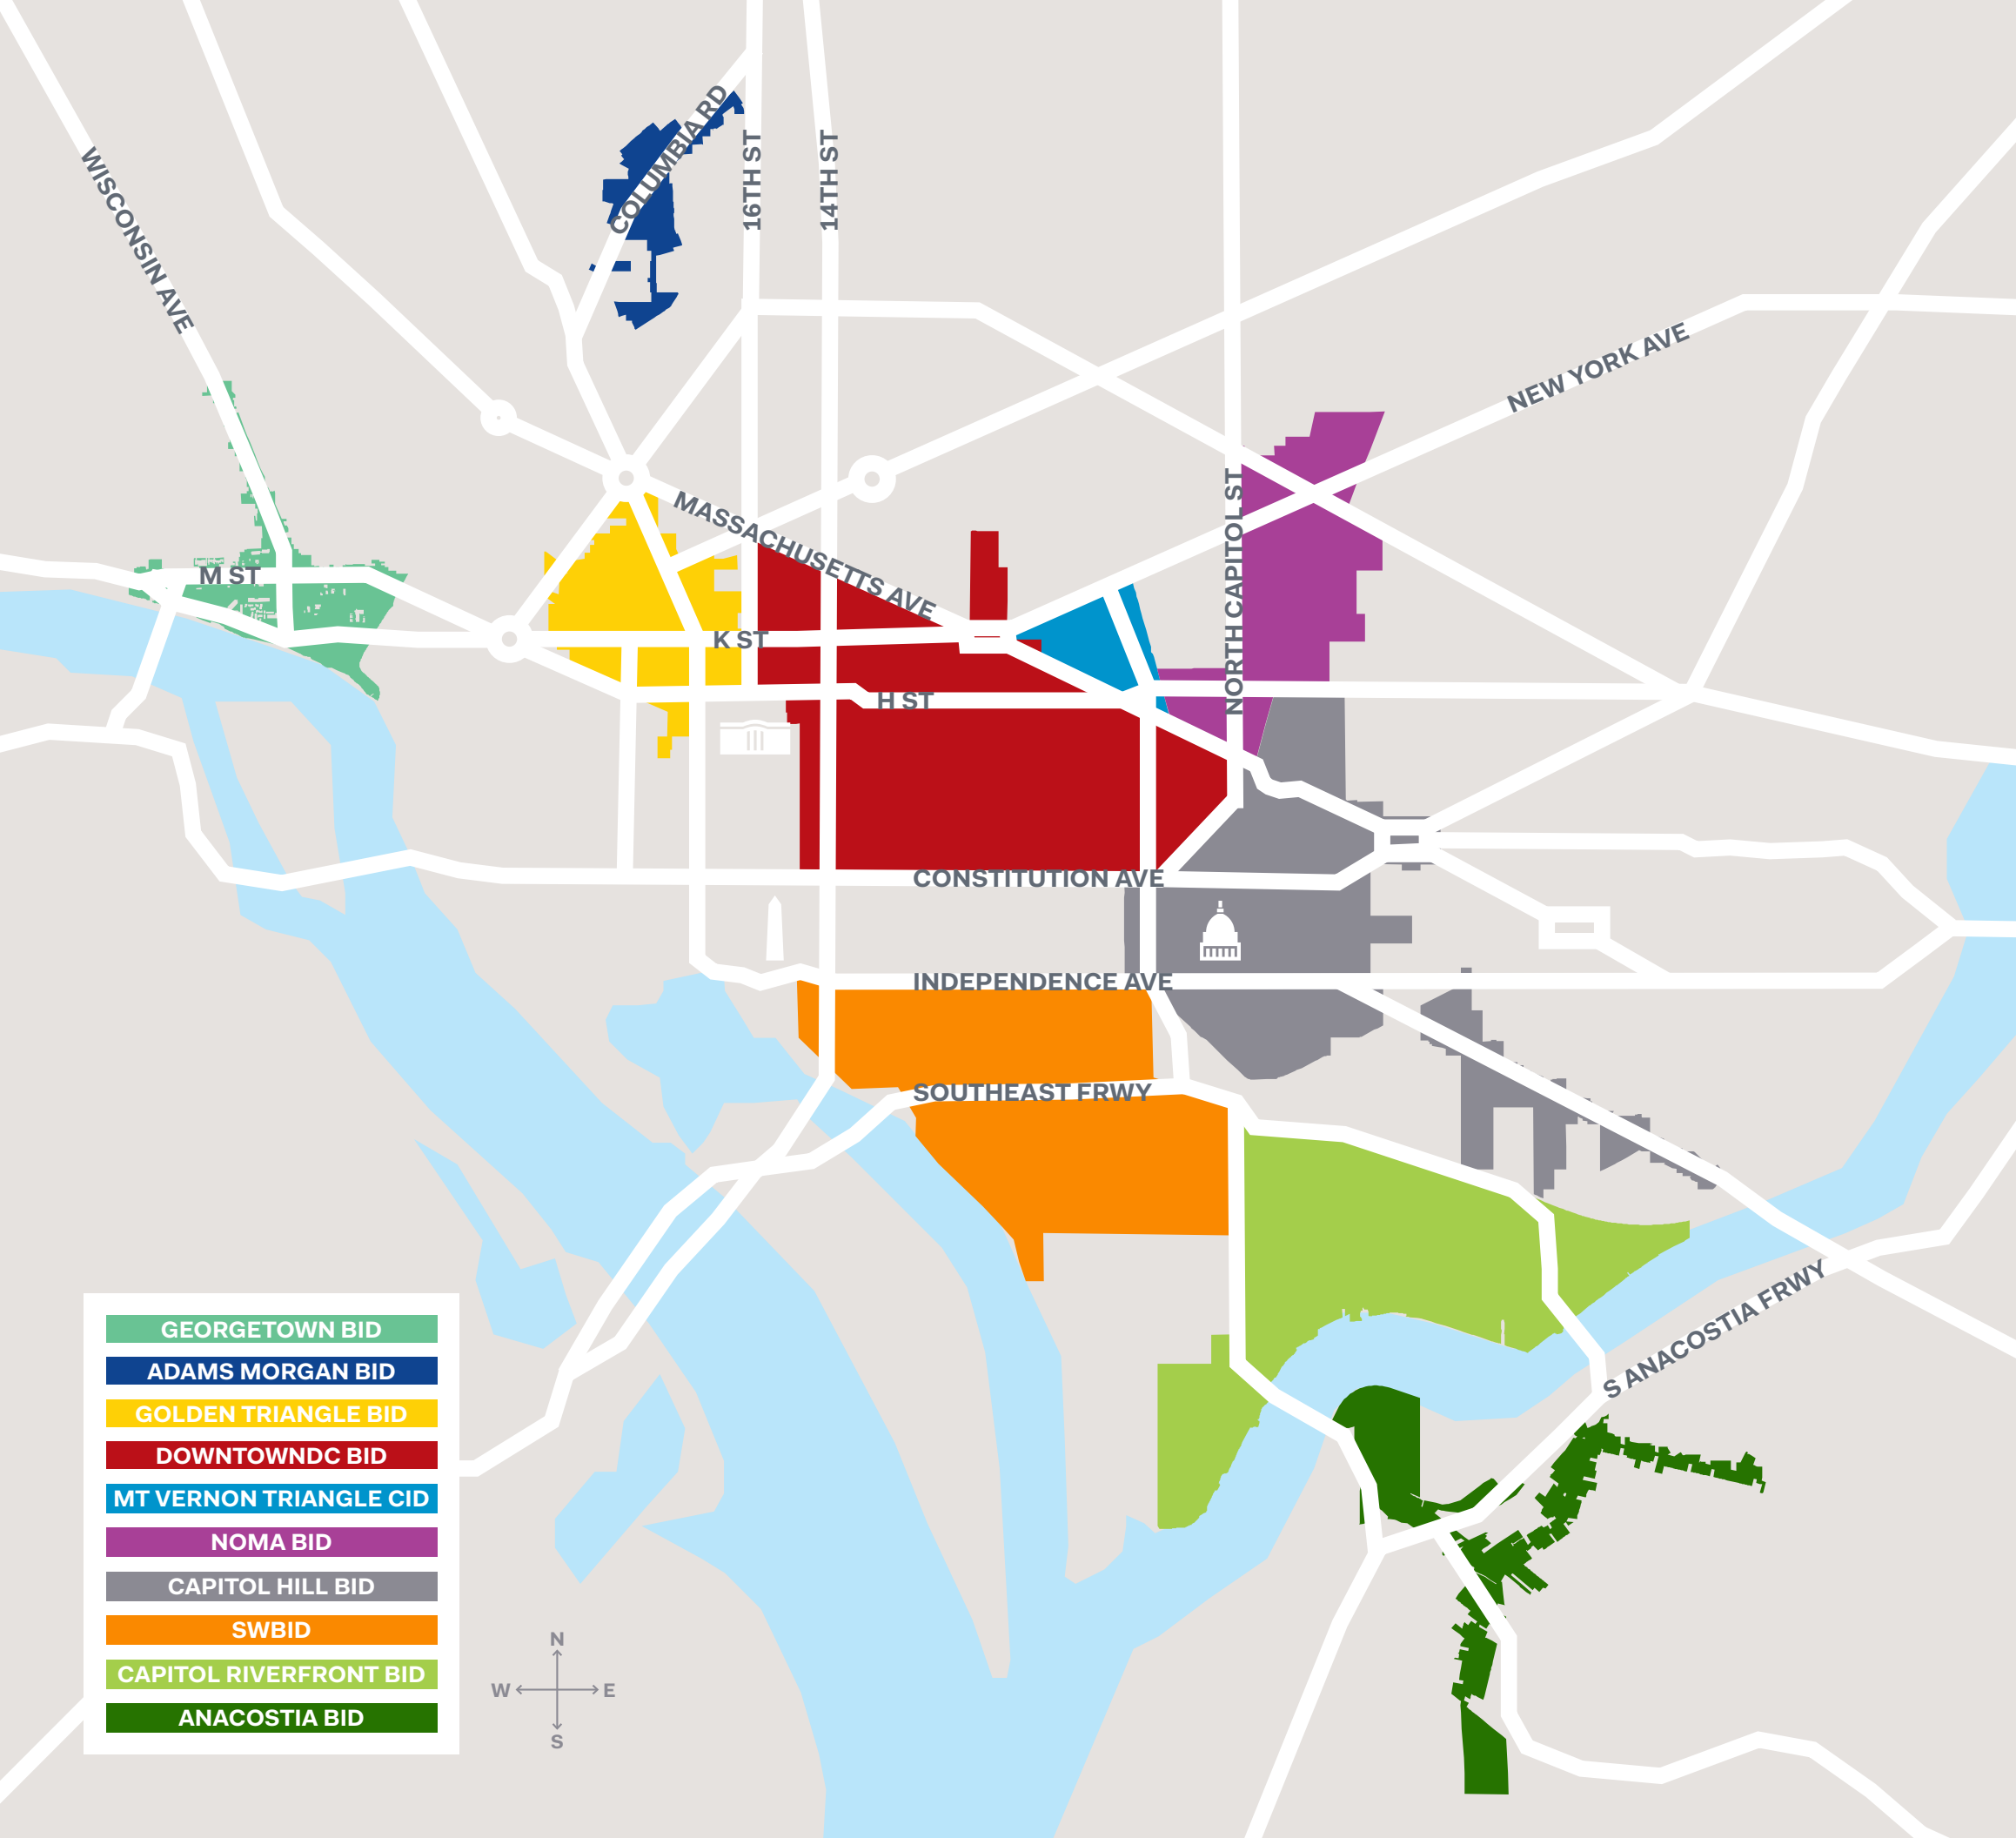 COLUMBIA RD
16TH ST
14TH ST
WISCONSIN AVE
NEW YORK AVE
MASSACHUSETTS AVE
NORTH CAPITOL ST
M ST
K ST
H ST
CONSTITUTION AVE
INDEPENDENCE AVE
SOUTHEAST FRWY
S ANACOSTIA FRWY
GEORGETOWN BID
ADAMS MORGAN BID
GOLDEN TRIANGLE BID
DOWNTOWNDC BID
MT VERNON TRIANGLE CID
NOMA BID
CAPITOL HILL BID
SWBID
CAPITOL RIVERFRONT BID
ANACOSTIA BID
N
W E
S